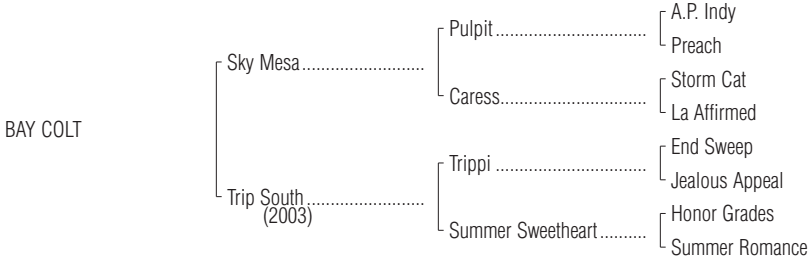 A.P. Indy
Pulpit
Preach
Sky Mesa
Storm Cat
Caress
La Affirmed
BAY COLT
End Sweep
Trippi
Jealous Appeal
Trip South
(2003)
Honor Grades
Summer Sweetheart
Summer Romance